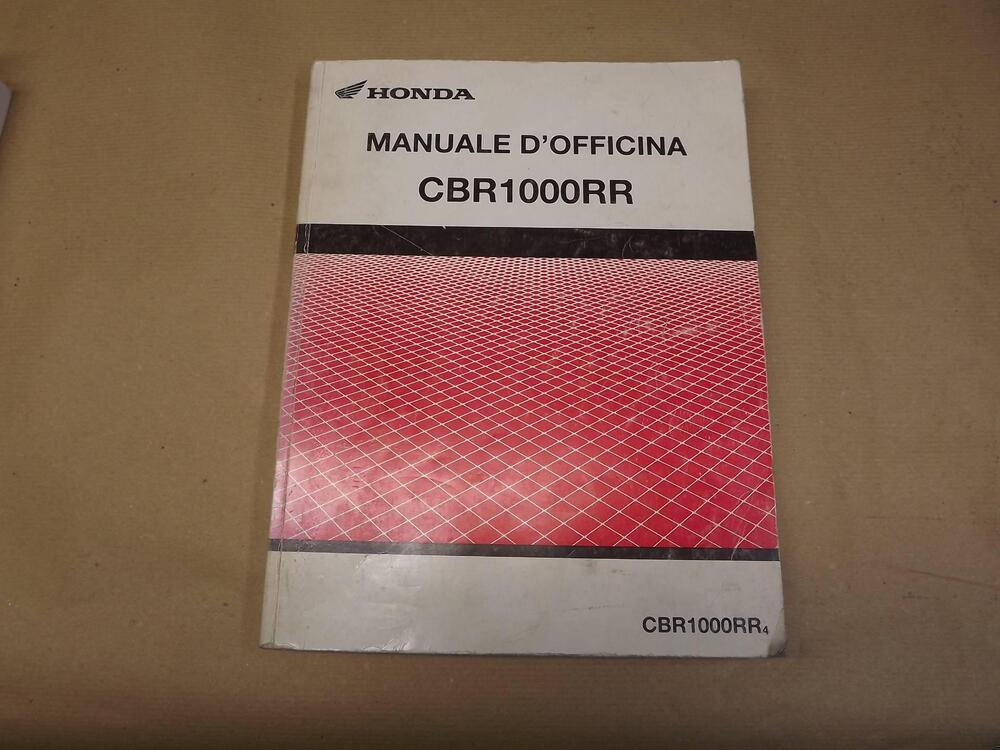 HONDA
MANUALE D'OFFICINA
CBR1000RR
CBR1000RR4